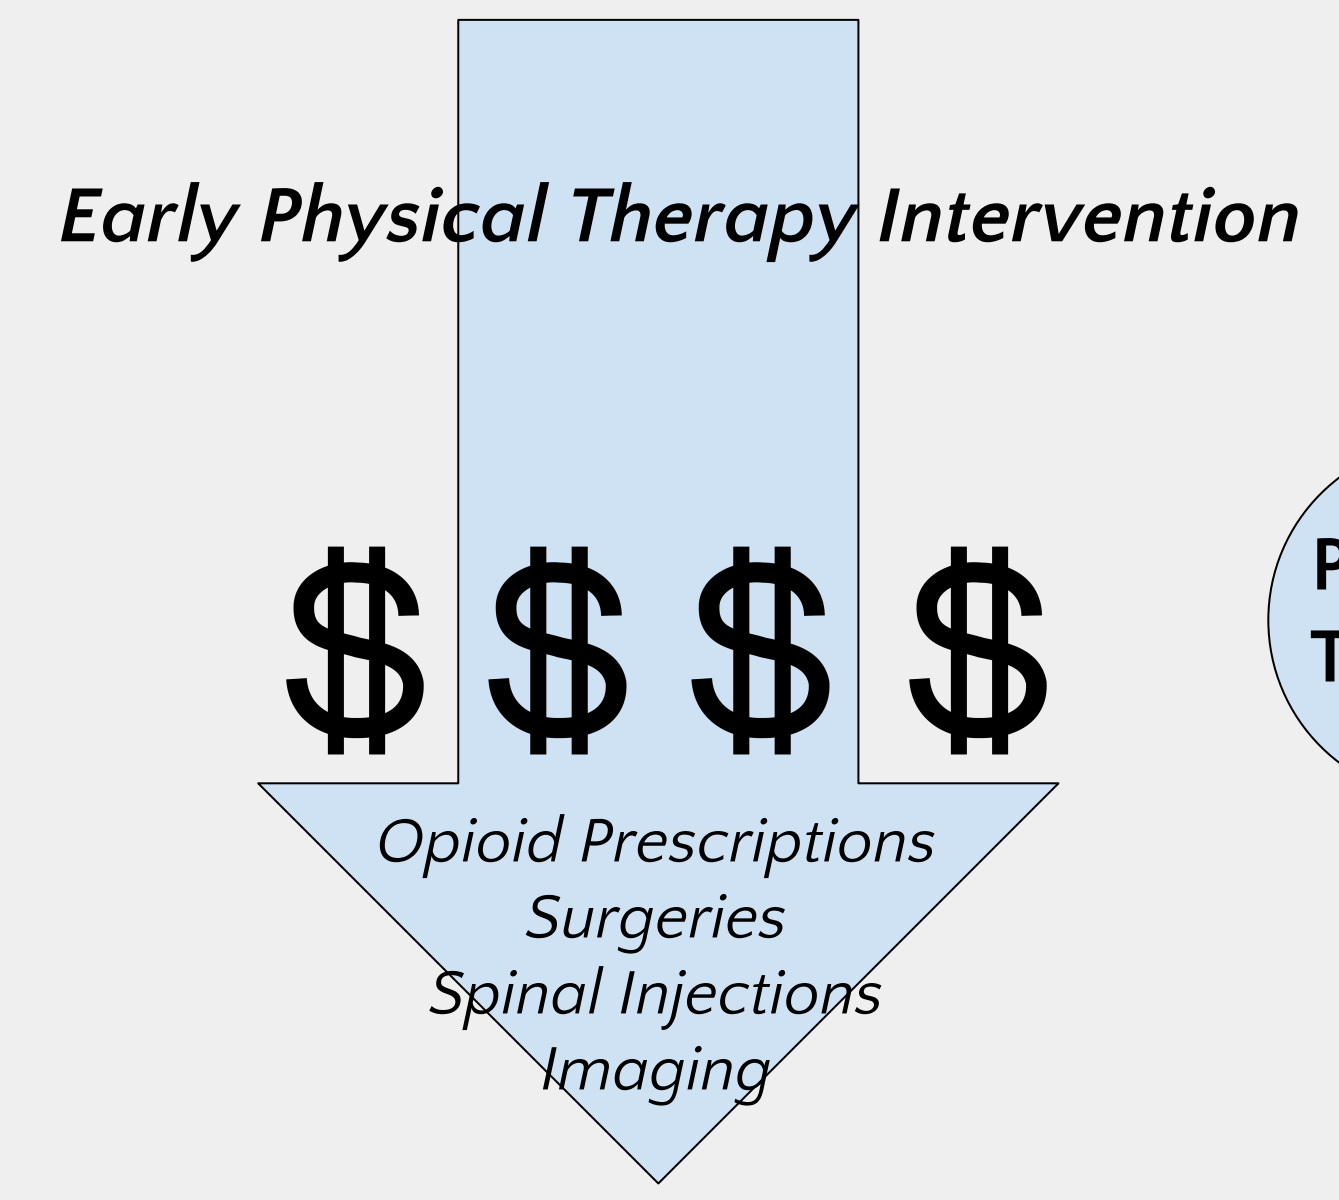 Early Physical Therapy Intervention
$ $ $ $
Opioid Prescriptions
Surgeries
Spinal Injections
Imaging